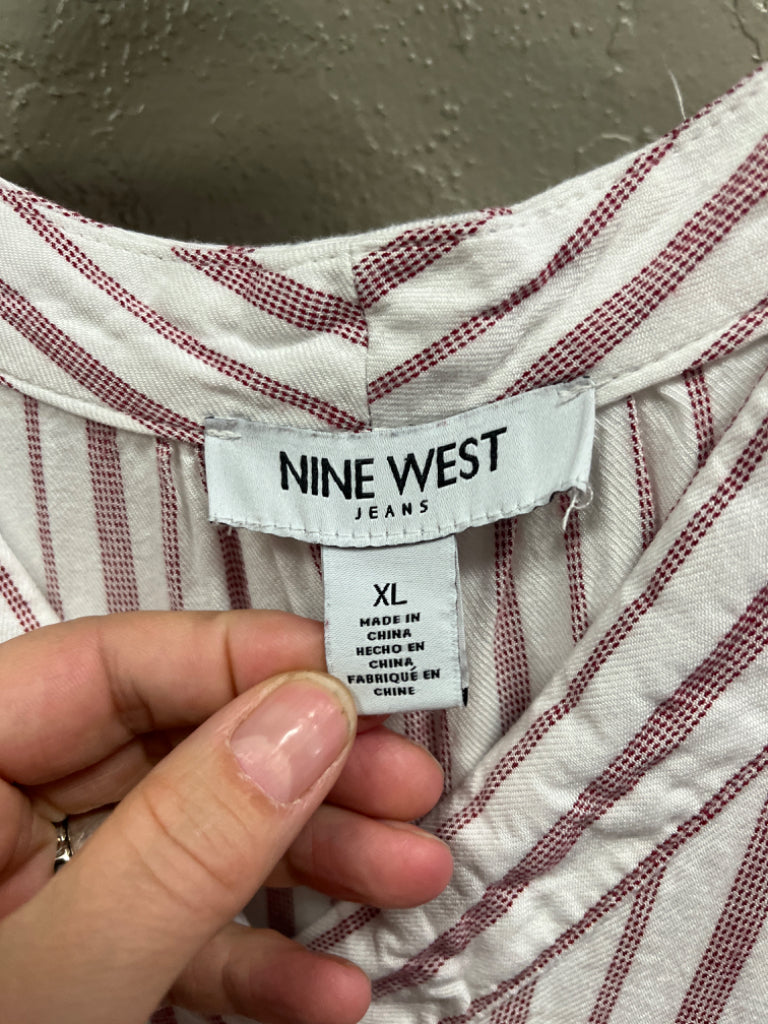 NINE WEST
JEANS
XL
MADE IN
CHINA
HECHO EN
CHINA
FABRIQUÉ EN
CHINE